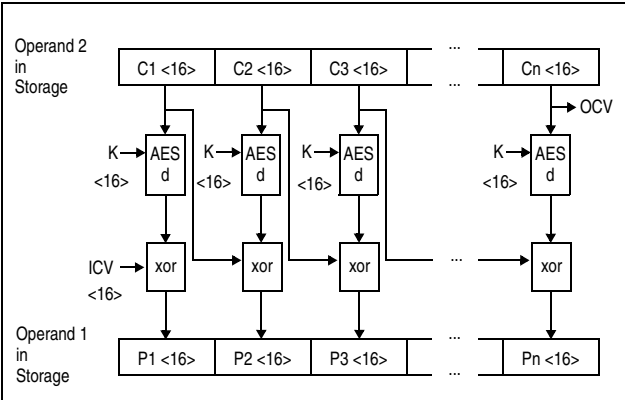 Operand 2
in
Storage
C1 <16> C2 <16> C3 <16> ... Cn <16>
...
OCV
K AES d K AES d K AES d K AES d
<16> <16> <16> <16>
ICV xor xor xor ... xor
<16>
Operand 1
in
Storage
...
P1 <16> P2 <16> P3 <16> Pn <16>
...